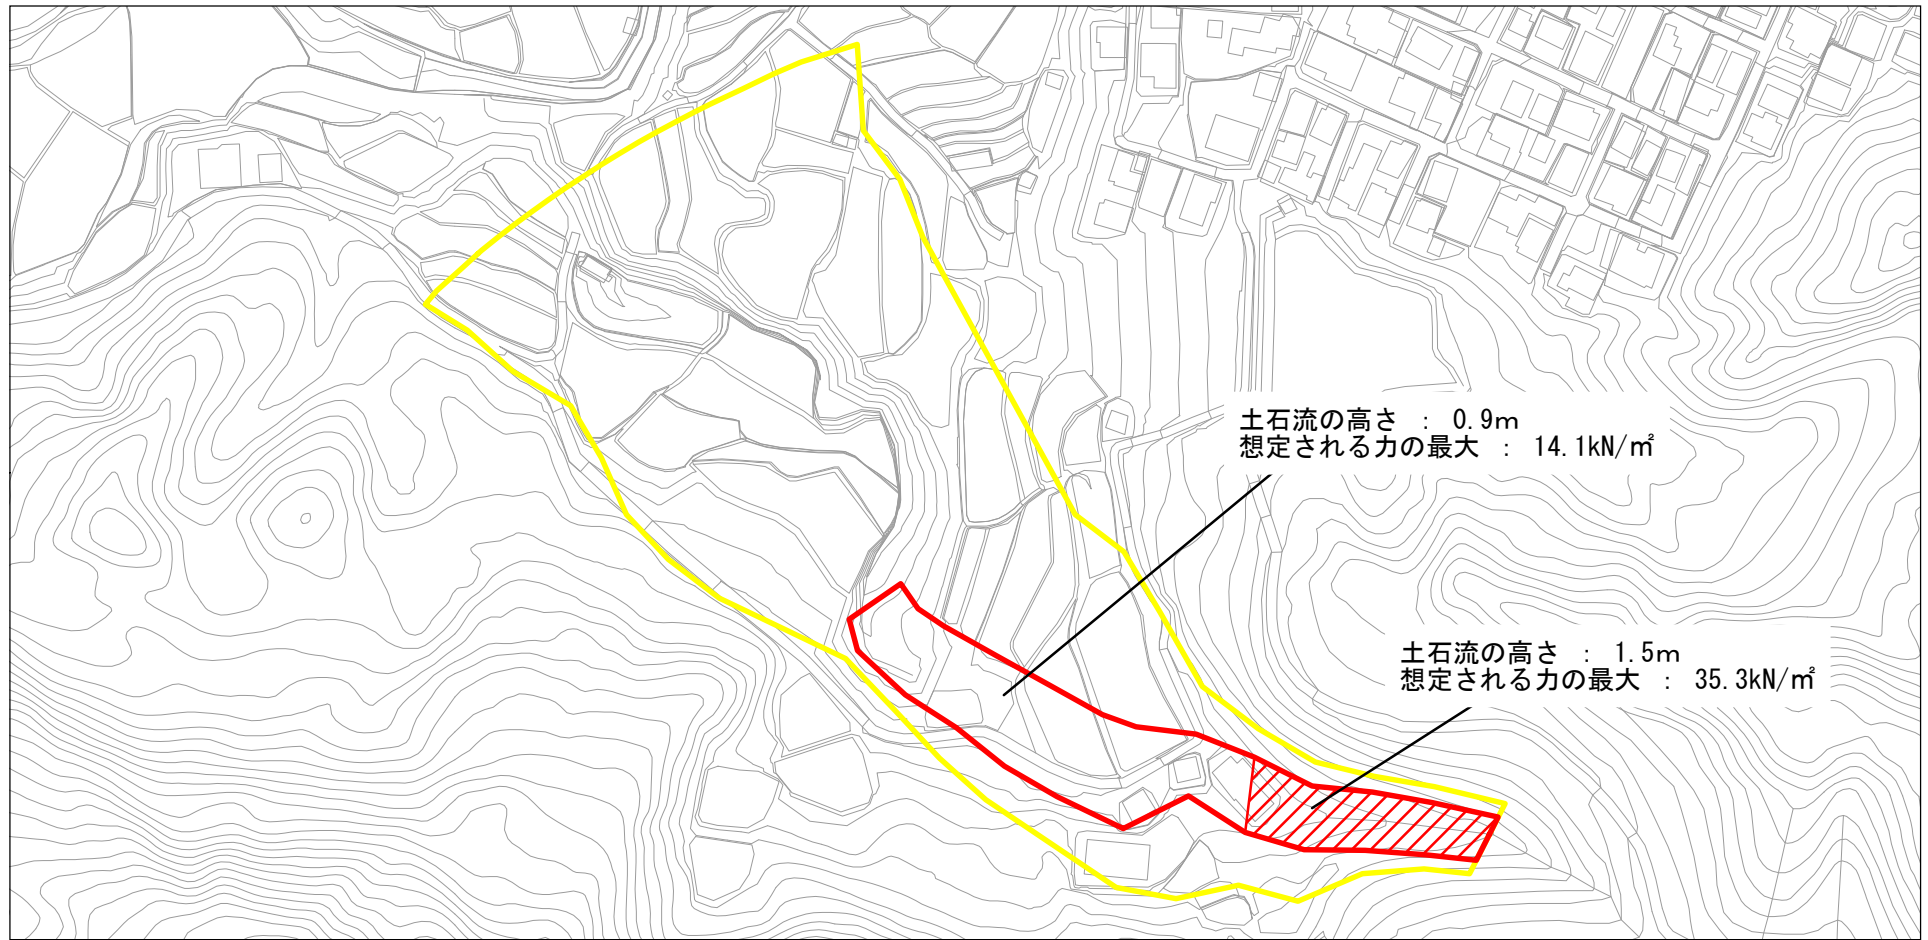 土石流の高さ ： 0.9ｍ
想定される力の最大 ： 14.1kN/㎡
土石流の高さ ： 1.5ｍ
想定される力の最大 ： 35.3kN/㎡